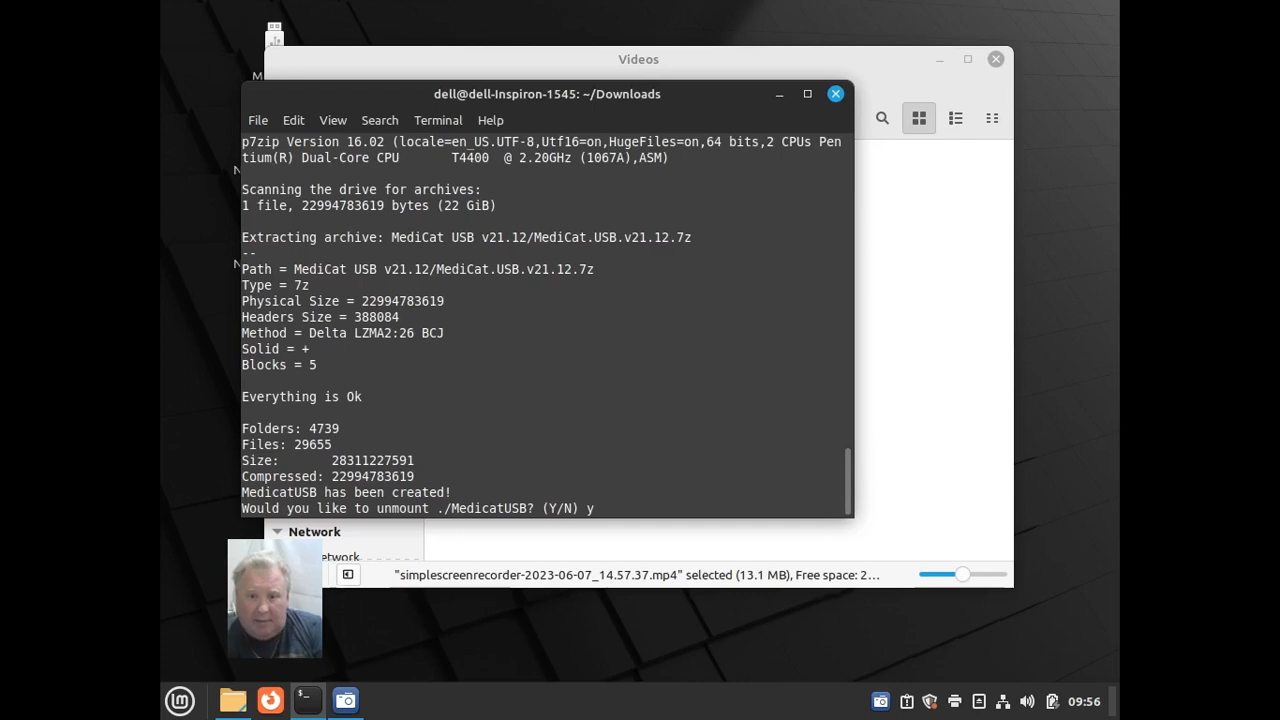 Videos
M
dell@dell-Inspiron-1545: ~/Downloads
File Edit View Search Terminal Help
p7zip Version 16.02 (locale=en_US.UTF-8,Utf16=on,HugeFiles=on,64 bits,2 CPUs Pen
tium(R) Dual-Core CPU T4400 @ 2.20GHz (1067A),ASM)
N
Scanning the drive for archives:
1 file, 22994783619 bytes (22 GiB)
Extracting archive: MediCat USB v21.12/MediCat.USB.v21.12.7z
--
N
Path = MediCat USB v21.12/MediCat.USB.v21.12.7z
Type = 7z
Physical Size = 22994783619
Headers Size = 388084
Method = Delta LZMA2:26 BCJ
Solid = +
Blocks = 5
Everything is Ok
Folders: 4739
Files: 29655
Size: 28311227591
Compressed: 22994783619
MedicatUSB has been created!
Would you like to unmount ./MedicatUSB? (Y/N) y
Network
etwork
"simplescreenrecorder-2023-06-07_14.57.37.mp4" selected (13.1 MB), Free space: 2...
09:56